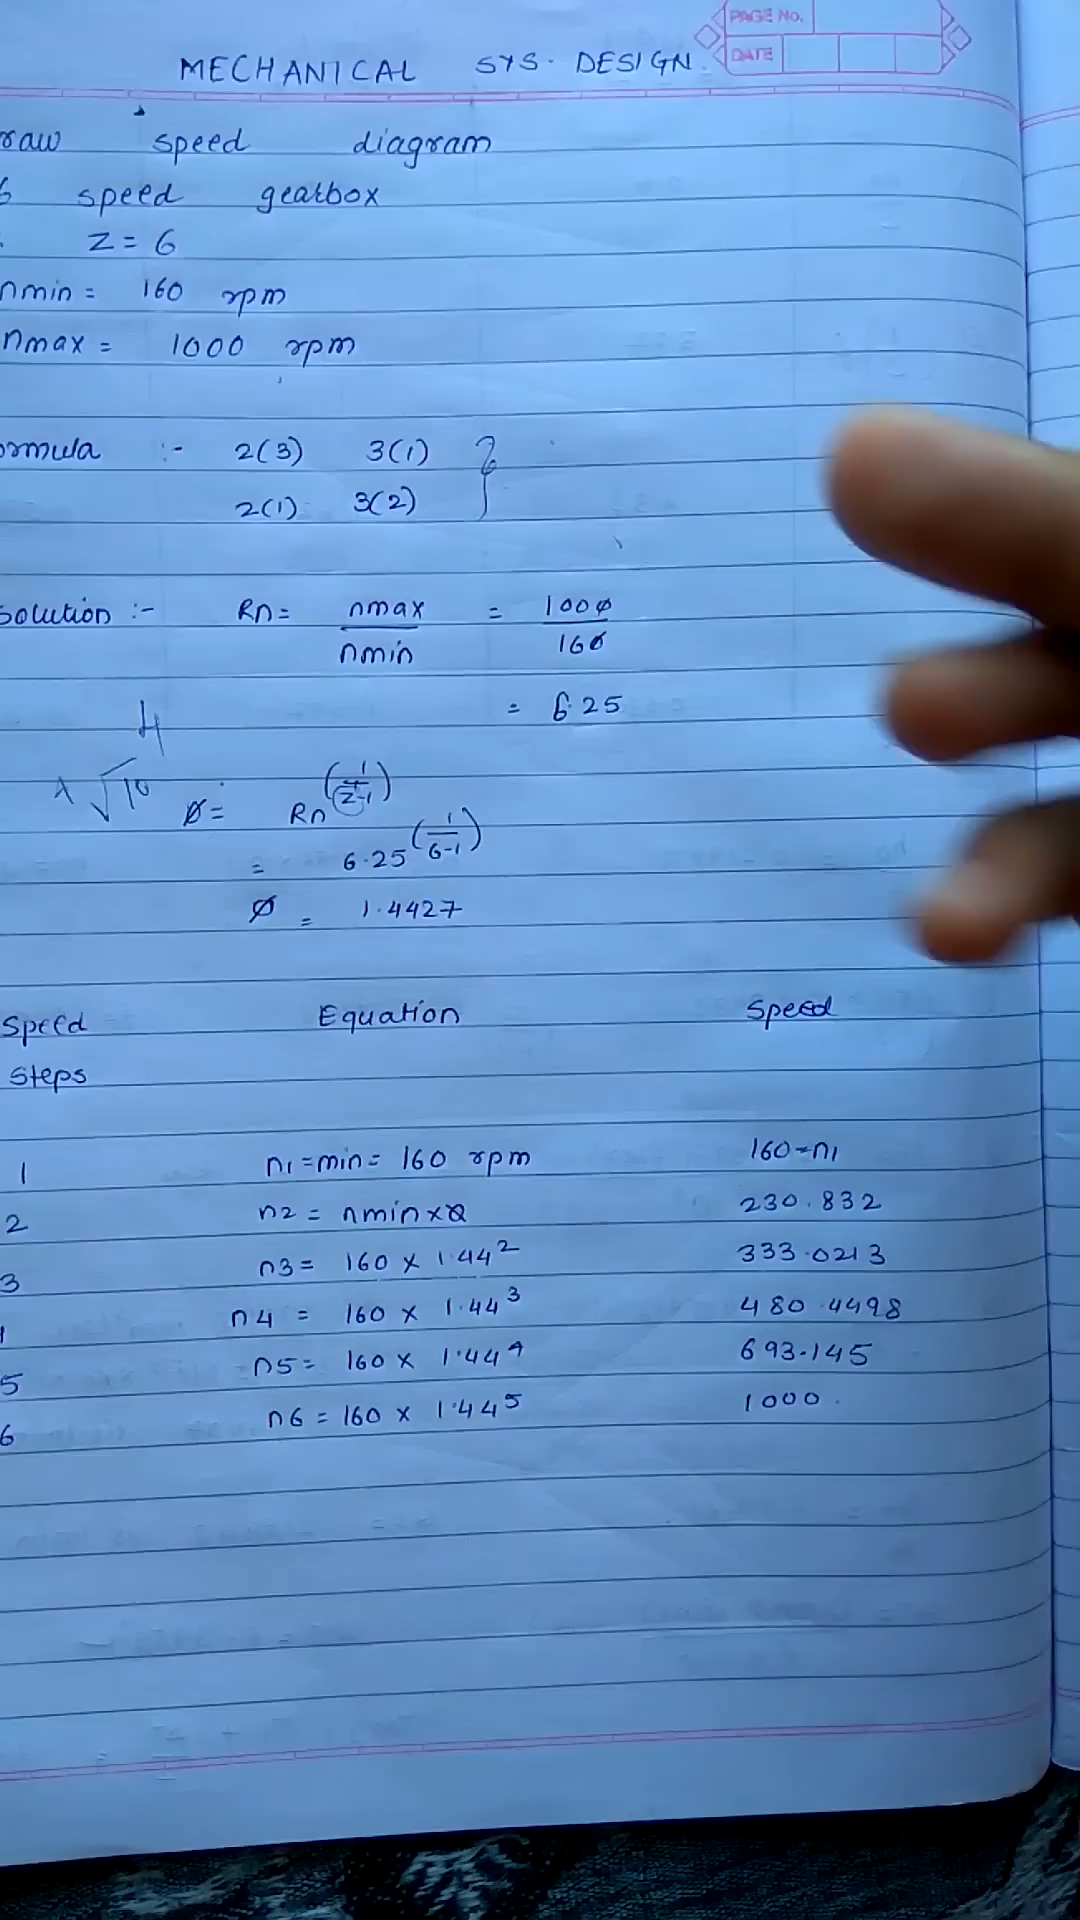 PAGE No.
DATE
MECHANICAL SYS. DESIGN.
raw speed diagram
6 speed gearbox
Z = 6
nmin = 160 rpm
nmax = 1000 rpm
ormula :- 2(3) 3(1)
2(1) 3(2)
Solution :- Rn = nmax / nmin = 1000 / 160
= 6.25
4
√10
Ø = Rn^(1/(Z-1))
= 6.25^(1/(6-1))
Ø = 1.4427
Speed Equation Speed
Steps
1 n1 = min = 160 rpm 160 = n1
2 n2 = nmin x Ø 230.832
3 n3 = 160 x 1.44² 333.0213
n4 = 160 x 1.44³ 480.4498
5 n5 = 160 x 1.44⁴ 693.145
6 n6 = 160 x 1.44⁵ 1000.